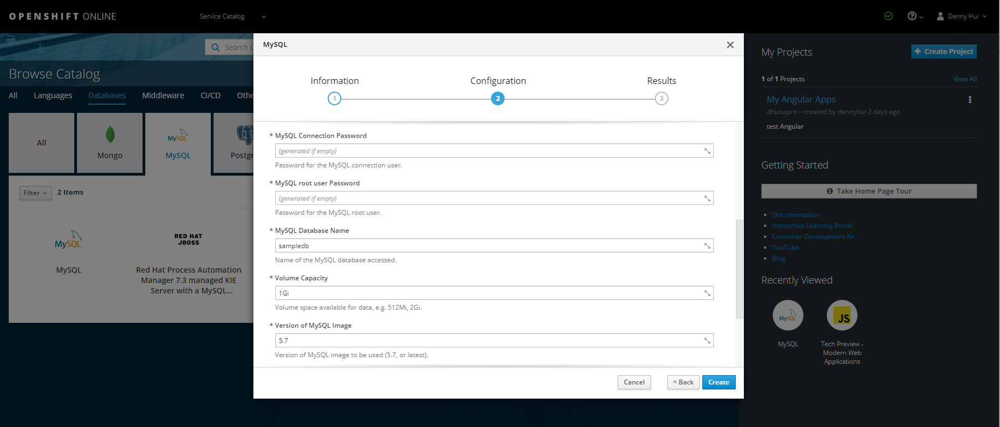 OPENSHIFT ONLINE
Service Catalog
Danny Hui
Search
Browse Catalog
All Languages Databases Middleware CI/CD
All
Mongo
MySQL
MySQL
Filter
2 Items
MySQL
MySQL
RED HAT
JBOSS
Red Hat Process Automation
Manager 7.3 managed KIE
Server with a MySQL...
MySQL
Information
Configuration
Results
1
2
3
* MySQL Connection Password
(generated if empty)
Password for the MySQL connection user.
* MySQL root user Password
(generated if empty)
Password for the MySQL root user.
* MySQL Database Name
sampledb
Name of the MySQL database accessed.
* Volume Capacity
1Gi
Volume space available for data, e.g. 512Mi, 2Gi.
* Version of MySQL Image
5.7
Version of MySQL image to be used (5.7, or latest).
Cancel
< Back
Create
My Projects
+ Create Project
1 of 1 Projects
View All
My Angular Apps
dhuiuipro – created by dannyhui 2 days ago
test Angular
Getting Started
Take Home Page Tour
Documentation
Interactive Learning Portal
Container Development Kit
YouTube
Blog
Recently Viewed
MySQL
JS
MySQL
Tech Preview -
Modern Web
Applications